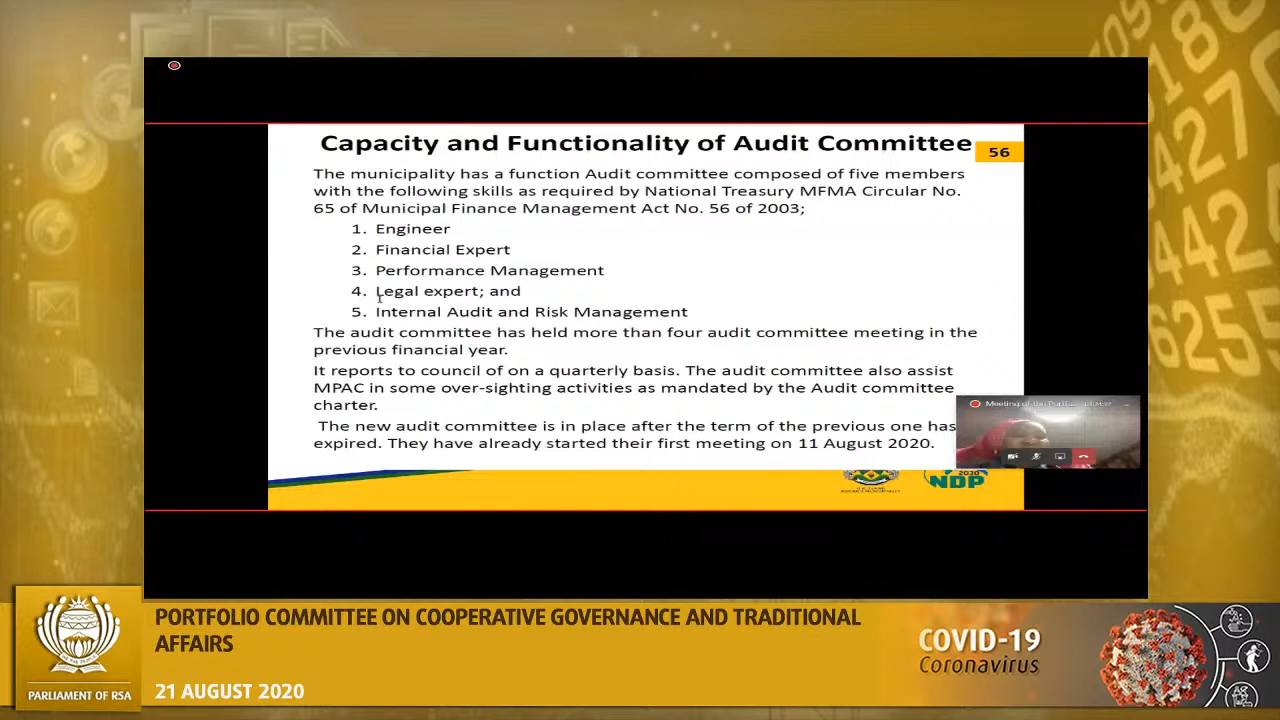 Capacity and Functionality of Audit Committee
56
The municipality has a function Audit committee composed of five members
with the following skills as required by National Treasury MFMA Circular No.
65 of Municipal Finance Management Act No. 56 of 2003;
1. Engineer
2. Financial Expert
3. Performance Management
4. Legal expert; and
5. Internal Audit and Risk Management
The audit committee has held more than four audit committee meeting in the
previous financial year.
It reports to council of on a quarterly basis. The audit committee also assist
MPAC in some over-sighting activities as mandated by the Audit committee
charter.
The new audit committee is in place after the term of the previous one has
expired. They have already started their first meeting on 11 August 2020.
Meeting of the Portf...
2030
NDP
PORTFOLIO COMMITTEE ON COOPERATIVE GOVERNANCE AND TRADITIONAL
AFFAIRS
21 AUGUST 2020
PARLIAMENT OF RSA
COVID-19
Coronavirus